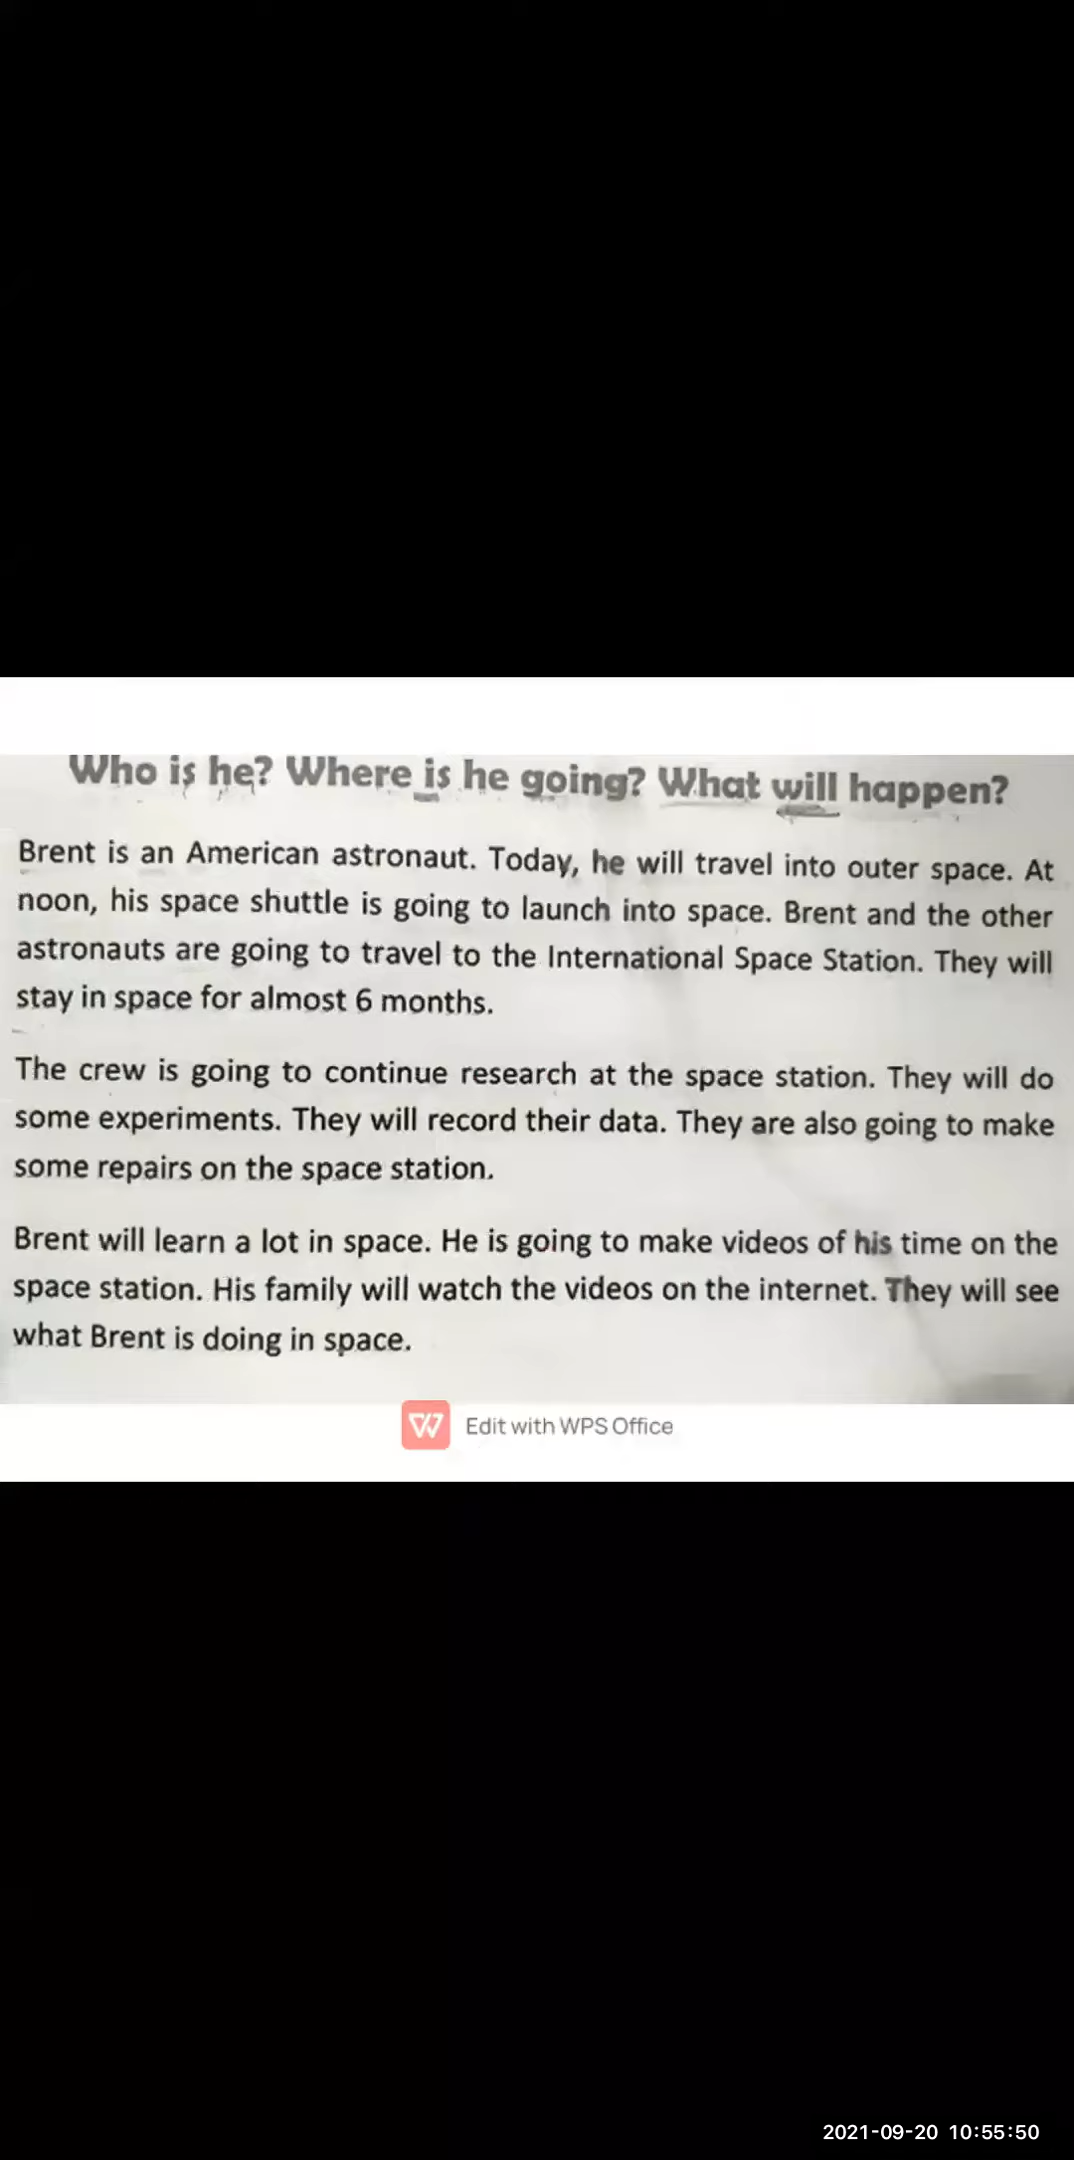 Who is he? Where is he going? What will happen?
Brent is an American astronaut. Today, he will travel into outer space. At
noon, his space shuttle is going to launch into space. Brent and the other
astronauts are going to travel to the International Space Station. They will
stay in space for almost 6 months.
The crew is going to continue research at the space station. They will do
some experiments. They will record their data. They are also going to make
some repairs on the space station.
Brent will learn a lot in space. He is going to make videos of his time on the
space station. His family will watch the videos on the internet. They will see
what Brent is doing in space.
Edit with WPS Office
2021-09-20 10:55:50